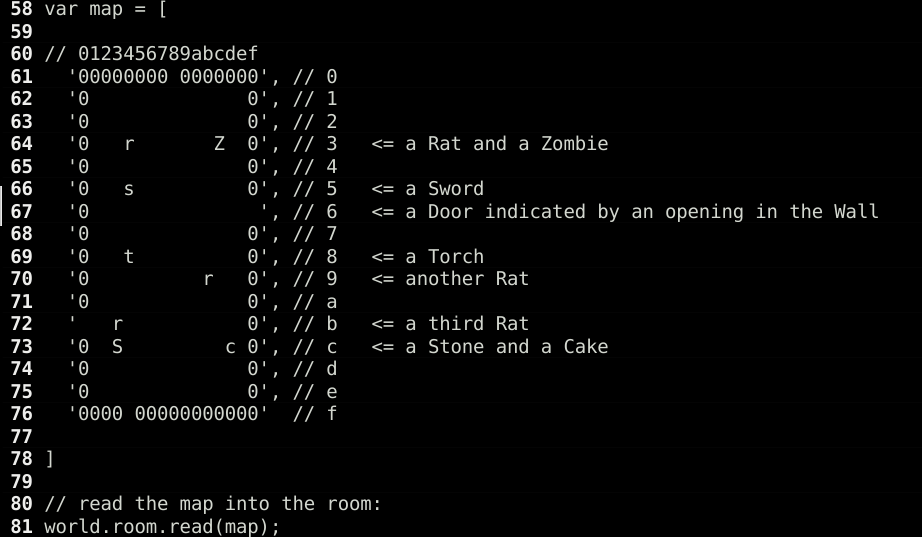 58 var map = [
59
60 // 0123456789abcdef
61   '00000000 0000000', // 0
62   '0              0', // 1
63   '0              0', // 2
64   '0   r       Z  0', // 3   <= a Rat and a Zombie
65   '0              0', // 4
66   '0   s          0', // 5   <= a Sword
67   '0               ', // 6   <= a Door indicated by an opening in the Wall
68   '0              0', // 7
69   '0   t          0', // 8   <= a Torch
70   '0          r   0', // 9   <= another Rat
71   '0              0', // a
72   '   r           0', // b   <= a third Rat
73   '0  S         c 0', // c   <= a Stone and a Cake
74   '0              0', // d
75   '0              0', // e
76   '0000 00000000000'  // f
77
78 ]
79
80 // read the map into the room:
81 world.room.read(map);